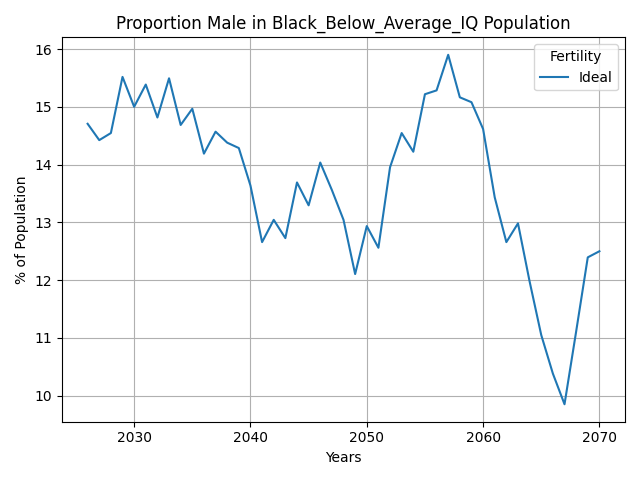 Proportion Male in Black_Below_Average_IQ Population
Fertility
Ideal
% of Population
16
15
14
13
12
11
10
2030 2040 2050 2060 2070
Years